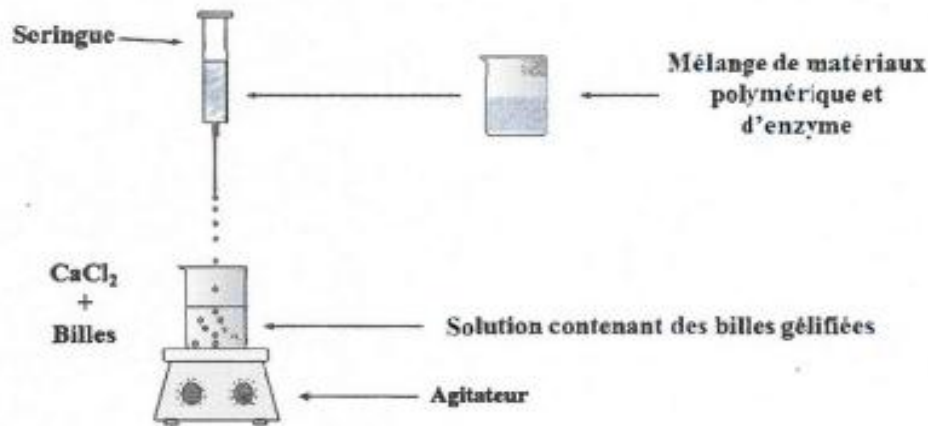 Seringue
Mélange de matériaux
polymérique et
d'enzyme
CaCl₂
+
Billes
Solution contenant des billes gélifiées
Agitateur